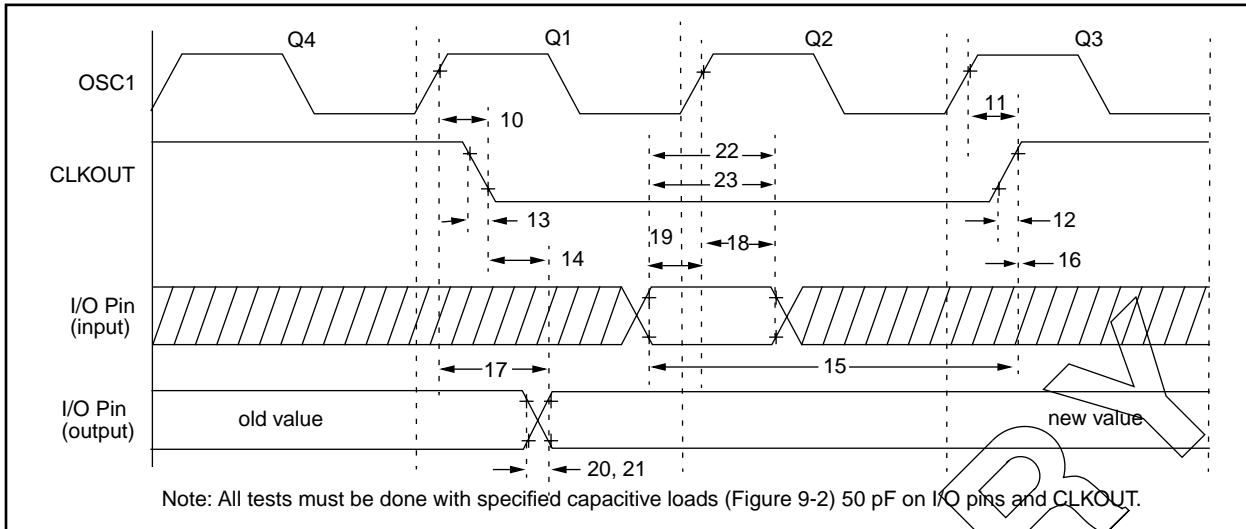 Q4 Q1 Q2 Q3
OSC1
10
11
CLKOUT
22
23
13
12
19
18
14
16
I/O Pin
(input)
17
15
I/O Pin
(output)
old value
new value
20, 21
Note: All tests must be done with specified capacitive loads (Figure 9-2) 50 pF on I/O pins and CLKOUT.
R Y